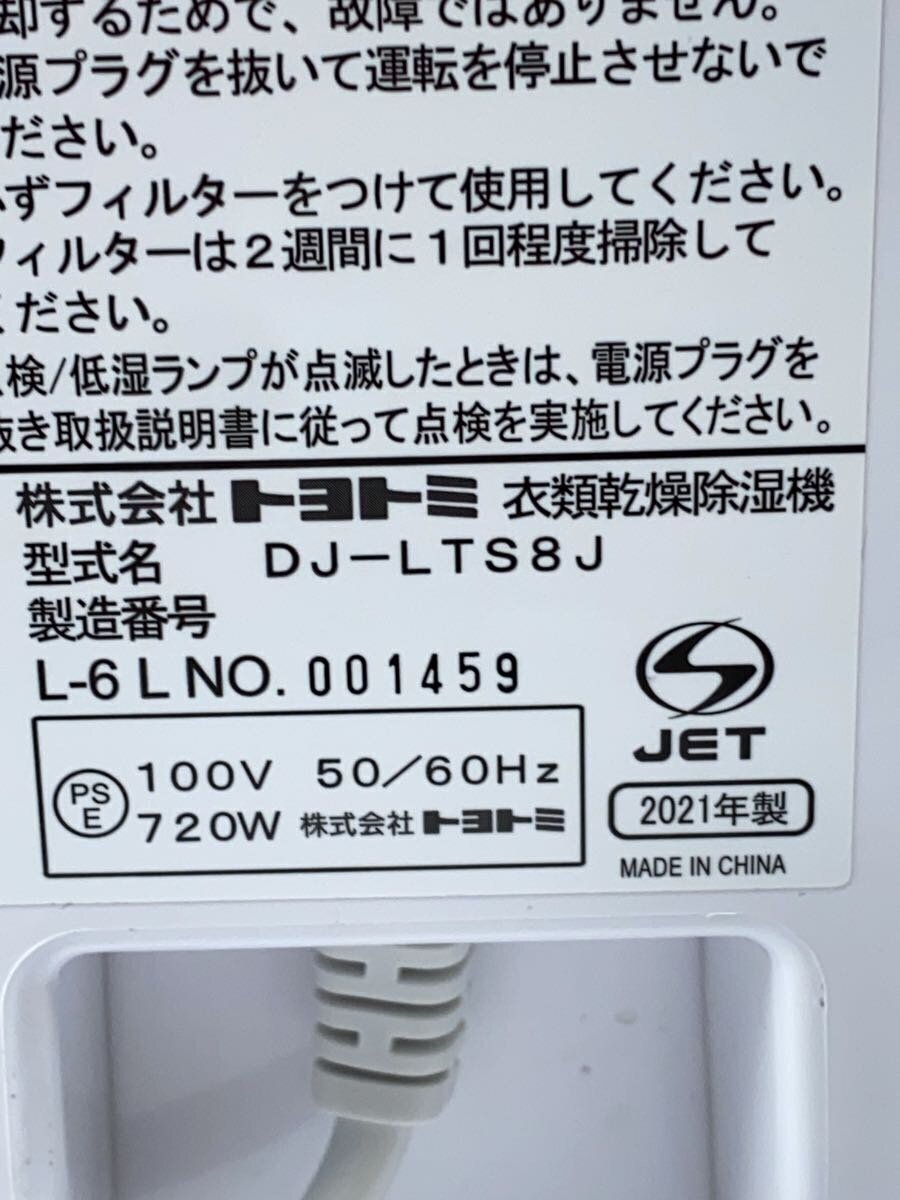 却するためで、故障ではありません。
源プラグを抜いて運転を停止させないで
ださい。
ずフィルターをつけて使用してください。
フィルターは2週間に1回程度掃除して
ください。
検/低湿ランプが点滅したときは、電源プラグを
抜き取扱説明書に従って点検を実施してください。
株式会社トヨトミ 衣類乾燥除湿機
型式名 DJ-LTS8J
製造番号
L-6 L NO. 001459
JET
PS E 100V 50/60Hz
720W 株式会社トヨトミ
2021年製
MADE IN CHINA